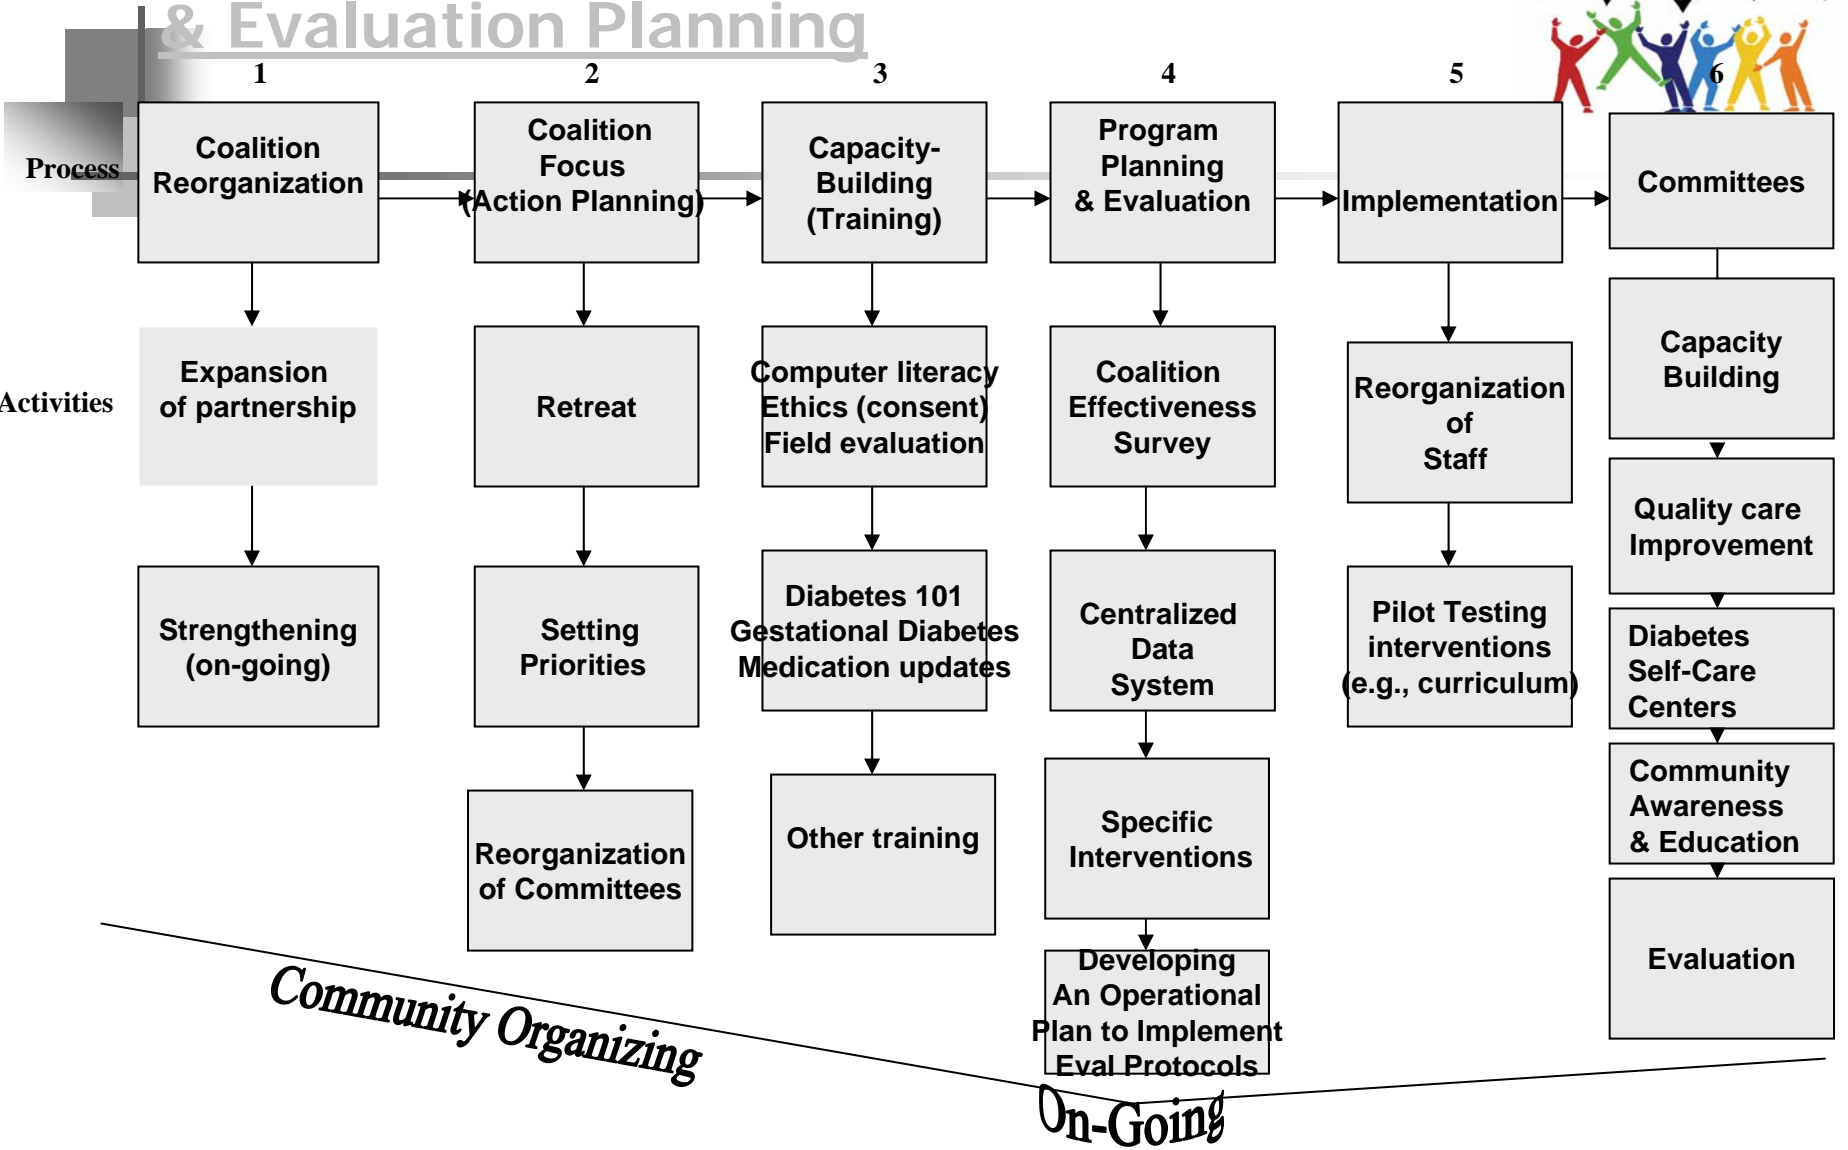 & Evaluation Planning
1
2
3
4
5
6
Process
Coalition
Reorganization
Coalition
Focus
(Action Planning)
Capacity-
Building
(Training)
Program
Planning
& Evaluation
Implementation
Committees
Activities
Expansion
of partnership
Strengthening
(on-going)
Retreat
Setting
Priorities
Reorganization
of Committees
Computer literacy
Ethics (consent)
Field evaluation
Diabetes 101
Gestational Diabetes
Medication updates
Other training
Coalition
Effectiveness
Survey
Centralized
Data
System
Specific
Interventions
Developing
An Operational
Plan to Implement
Eval Protocols
Reorganization
of
Staff
Pilot Testing
interventions
(e.g., curriculum)
Capacity
Building
Quality care
Improvement
Diabetes
Self-Care
Centers
Community
Awareness
& Education
Evaluation
Community Organizing
On-Going